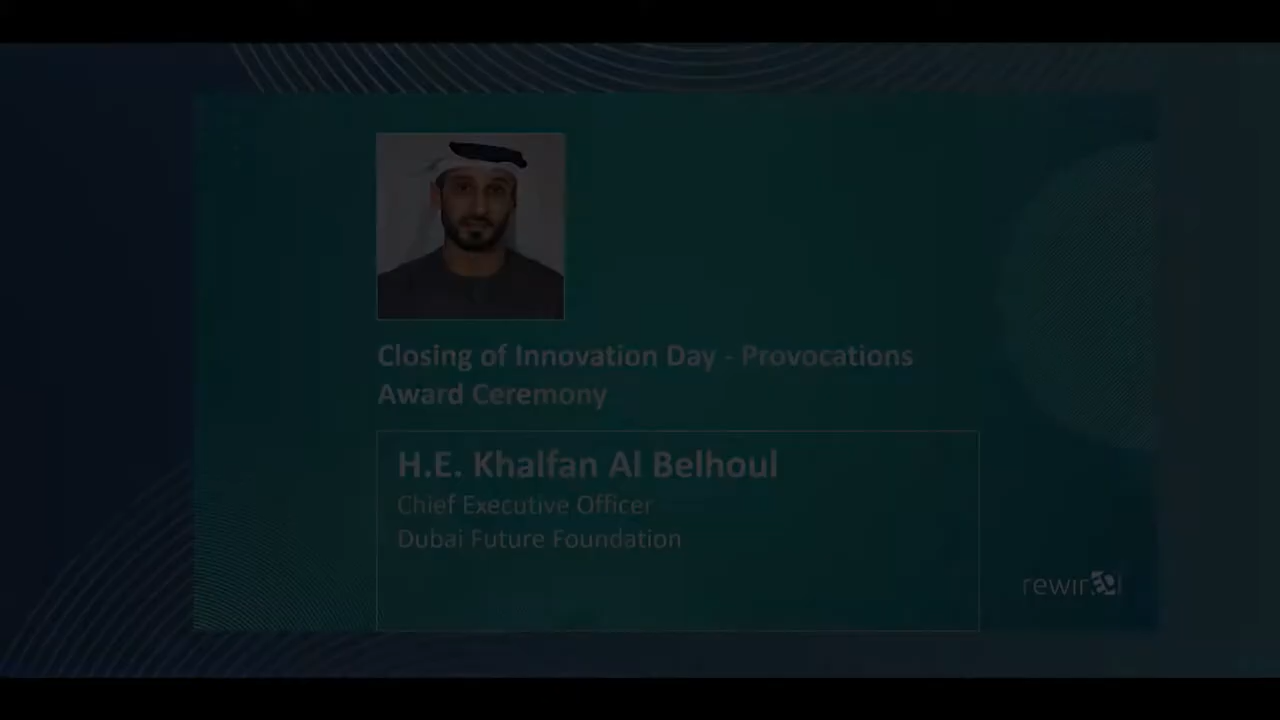 Closing of Innovation Day - Provocations
Award Ceremony
H.E. Khalfan Al Belhoul
Chief Executive Officer
Dubai Future Foundation
rewirEd